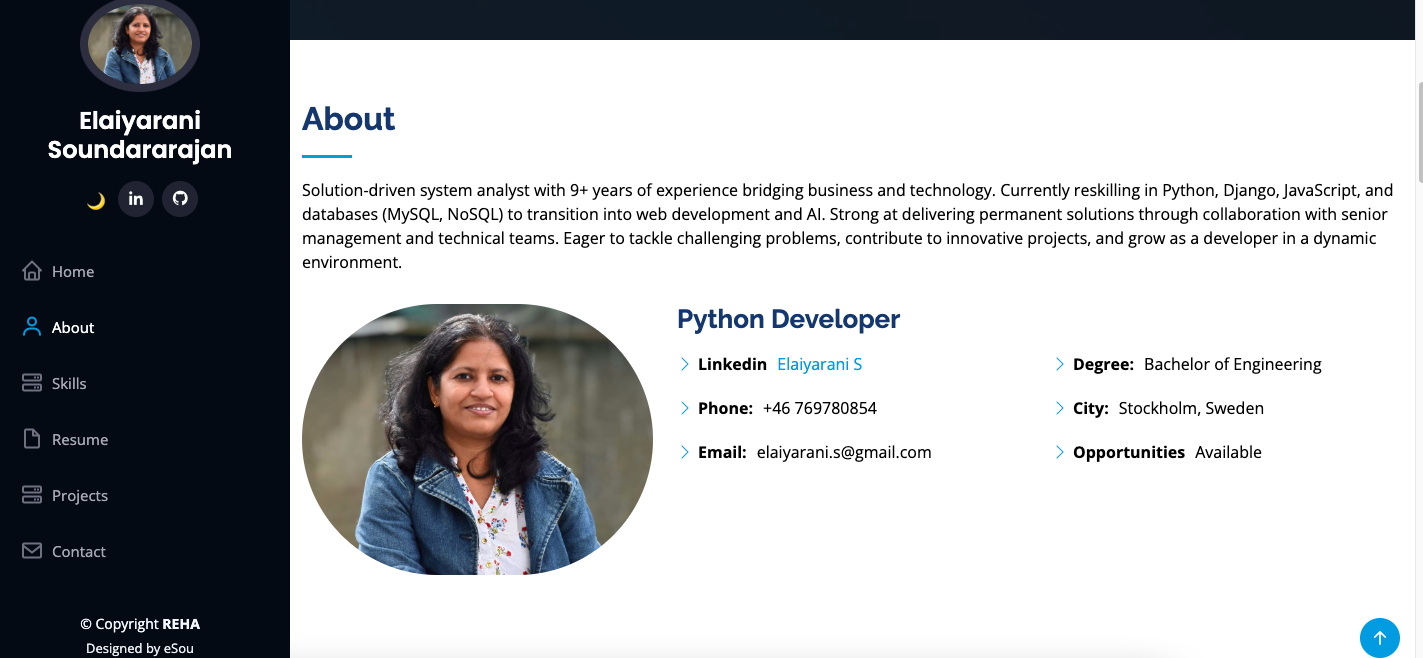 Elaiyarani
Soundararajan
in
Home
About
Skills
Resume
Projects
Contact
© Copyright REHA
Designed by eSou
About
Solution-driven system analyst with 9+ years of experience bridging business and technology. Currently reskilling in Python, Django, JavaScript, and
databases (MySQL, NoSQL) to transition into web development and AI. Strong at delivering permanent solutions through collaboration with senior
management and technical teams. Eager to tackle challenging problems, contribute to innovative projects, and grow as a developer in a dynamic
environment.
Python Developer
Linkedin Elaiyarani S
Phone: +46 769780854
Email: elaiyarani.s@gmail.com
Degree: Bachelor of Engineering
City: Stockholm, Sweden
Opportunities Available